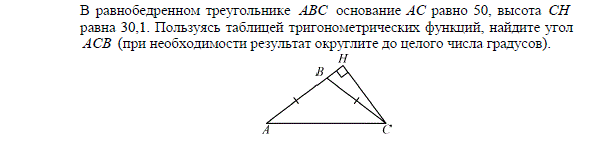 В равнобедренном треугольнике ABC основание AC равно 50, высота CH
равна 30,1. Пользуясь таблицей тригонометрических функций, найдите угол
ACB (при необходимости результат округлите до целого числа градусов).
H
B
A
C